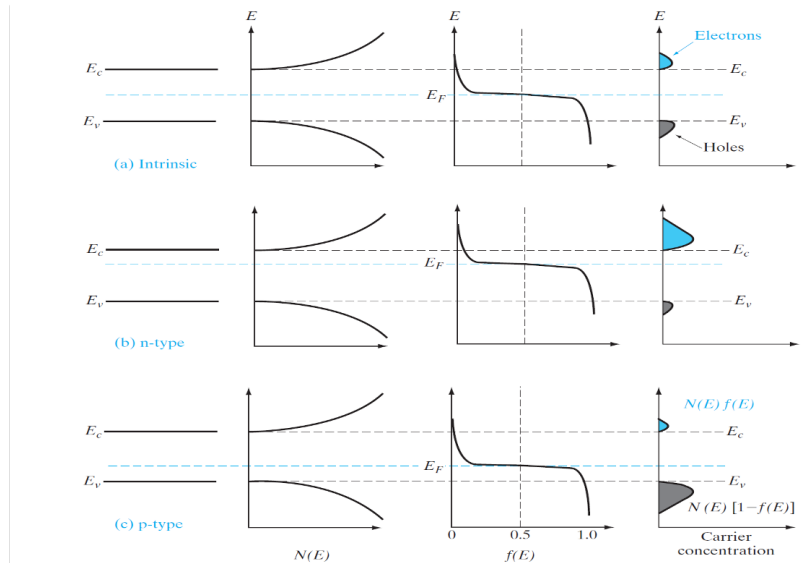 E
E
E
Electrons
E_c
E_c
E_F
E_v
E_v
Holes
(a) Intrinsic
E_c
E_c
E_F
E_v
E_v
(b) n-type
N(E) f(E)
E_c
E_c
E_F
E_v
E_v
N(E) [1−f(E)]
(c) p-type
0
0.5
1.0
Carrier
concentration
N(E)
f(E)